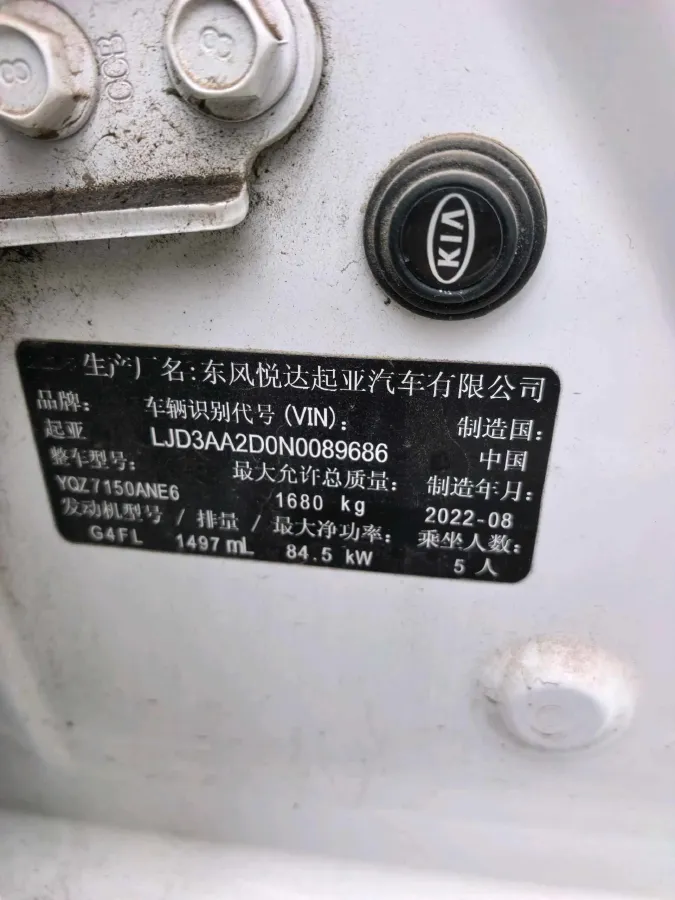 8
CCB
8
KIA
生产厂名:东风悦达起亚汽车有限公司
品牌: 车辆识别代号(VIN): 制造国:
起亚 LJD3AA2D0N0089686 中国
整车型号: 最大允许总质量: 制造年月:
YQZ7150ANE6 1680 kg 2022-08
发动机型号 / 排量 / 最大净功率: 乘坐人数:
G4FL 1497 mL 84.5 kW 5 人